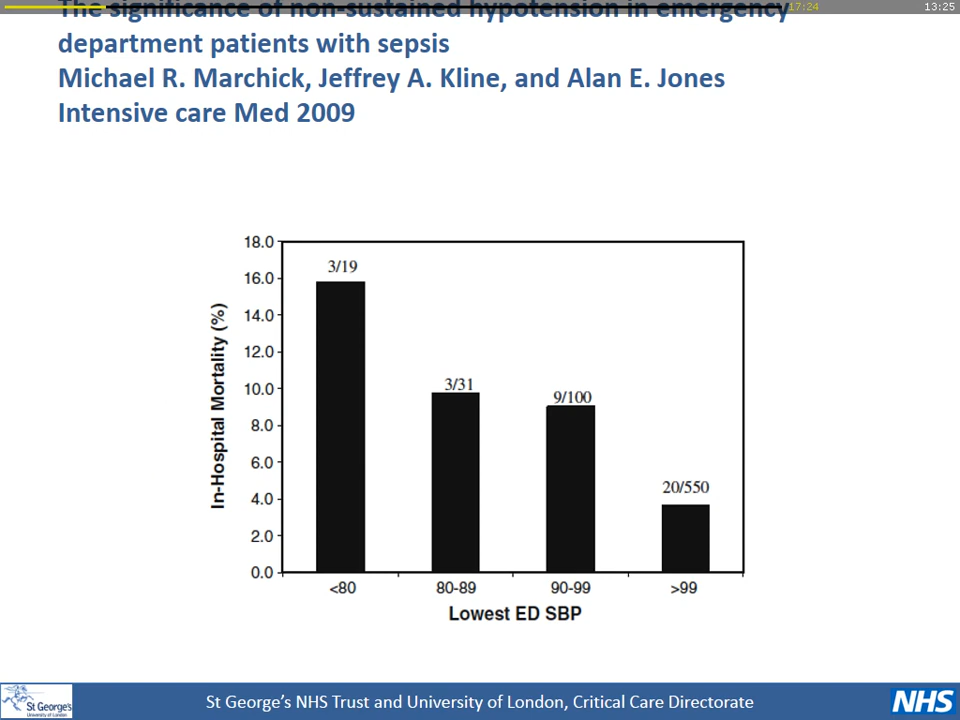 17:24
13:25
The significance of non-sustained hypotension in emergency
department patients with sepsis
Michael R. Marchick, Jeffrey A. Kline, and Alan E. Jones
Intensive care Med 2009
18.0
16.0
14.0
12.0
10.0
8.0
6.0
4.0
2.0
0.0
In-Hospital Mortality (%)
3/19
3/31
9/100
20/550
<80
80-89
90-99
>99
Lowest ED SBP
St George's
University of London
St George’s NHS Trust and University of London, Critical Care Directorate
NHS